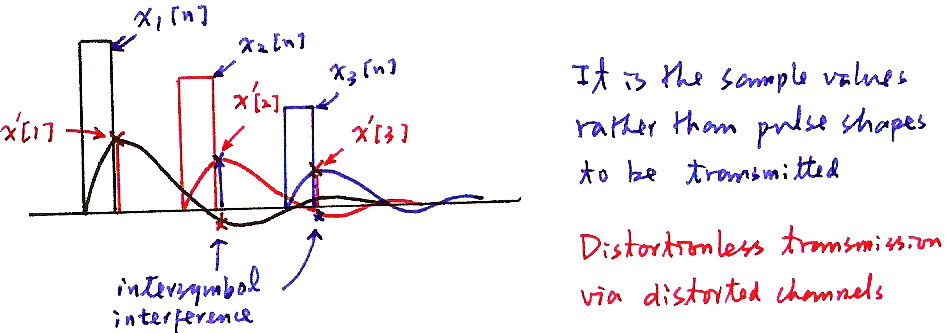 x₁[n]
x₂[n]
x₃[n]
x'[1]
x'[2]
x'[3]
intersymbol
interference
It is the sample values
rather than pulse shapes
to be transmitted
Distortionless transmission
via distorted channels